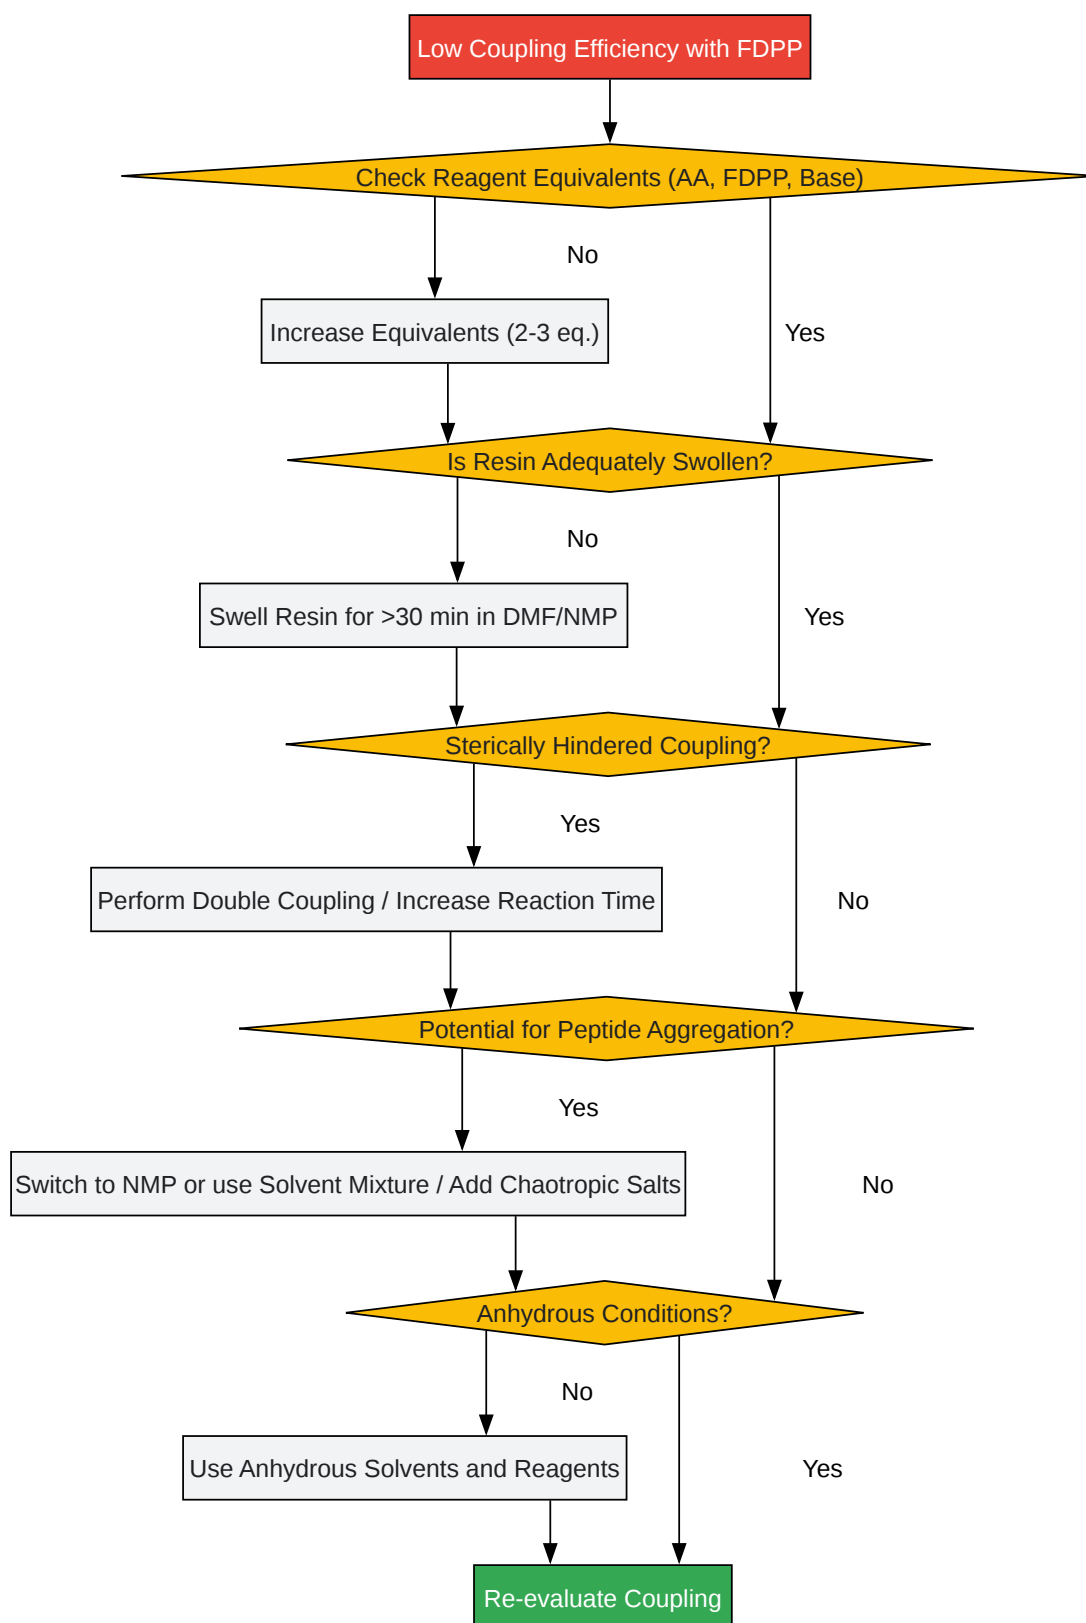 Low Coupling Efficiency with FDPP
Check Reagent Equivalents (AA, FDPP, Base)
No
Increase Equivalents (2-3 eq.)
Yes
Is Resin Adequately Swollen?
No
Swell Resin for >30 min in DMF/NMP
Yes
Sterically Hindered Coupling?
Yes
Perform Double Coupling / Increase Reaction Time
No
Potential for Peptide Aggregation?
Yes
Switch to NMP or use Solvent Mixture / Add Chaotropic Salts
No
Anhydrous Conditions?
No
Use Anhydrous Solvents and Reagents
Yes
Re-evaluate Coupling